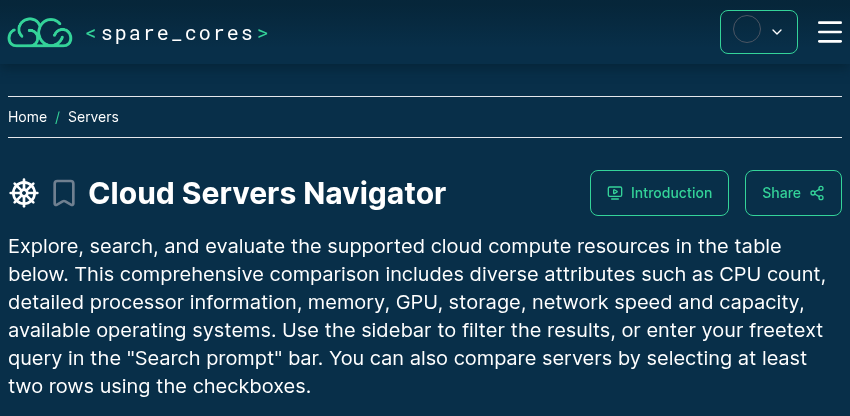 <spare_cores>
Home / Servers
Cloud Servers Navigator
Introduction
Share
Explore, search, and evaluate the supported cloud compute resources in the table
below. This comprehensive comparison includes diverse attributes such as CPU count,
detailed processor information, memory, GPU, storage, network speed and capacity,
available operating systems. Use the sidebar to filter the results, or enter your freetext
query in the "Search prompt" bar. You can also compare servers by selecting at least
two rows using the checkboxes.